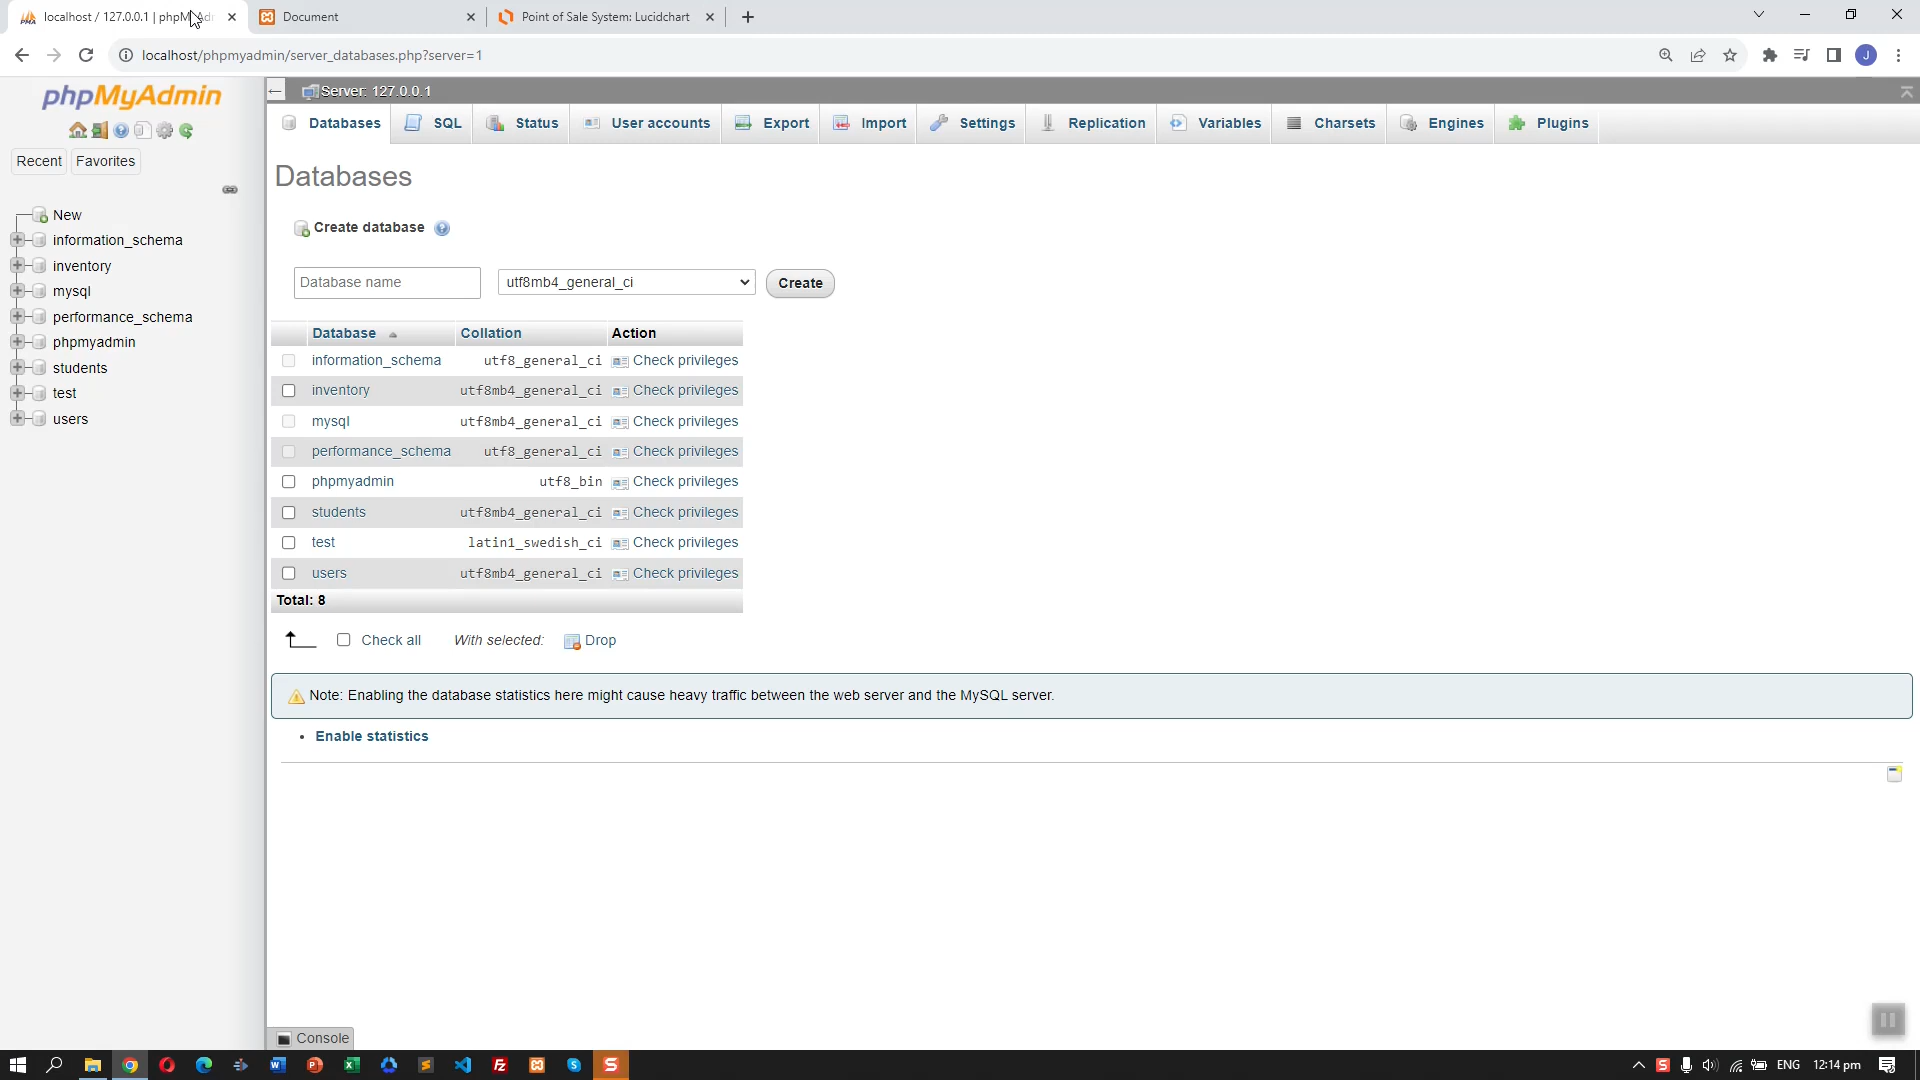 localhost / 127.0.0.1 | phpMyAdmin
Document
Point of Sale System: Lucidchart
localhost/phpmyadmin/server_databases.php?server=1
J
phpMyAdmin
Recent
Favorites
New
information_schema
inventory
mysql
performance_schema
phpmyadmin
students
test
users
Server: 127.0.0.1
Databases
SQL
Status
User accounts
Export
Import
Settings
Replication
Variables
Charsets
Engines
Plugins
Databases
Create database
Database name
utf8mb4_general_ci
Create
Database Collation Action
information_schema utf8_general_ci Check privileges
inventory utf8mb4_general_ci Check privileges
mysql utf8mb4_general_ci Check privileges
performance_schema utf8_general_ci Check privileges
phpmyadmin utf8_bin Check privileges
students utf8mb4_general_ci Check privileges
test latin1_swedish_ci Check privileges
users utf8mb4_general_ci Check privileges
Total: 8
Check all With selected: Drop
Note: Enabling the database statistics here might cause heavy traffic between the web server and the MySQL server.
Enable statistics
Console
ENG 12:14 pm